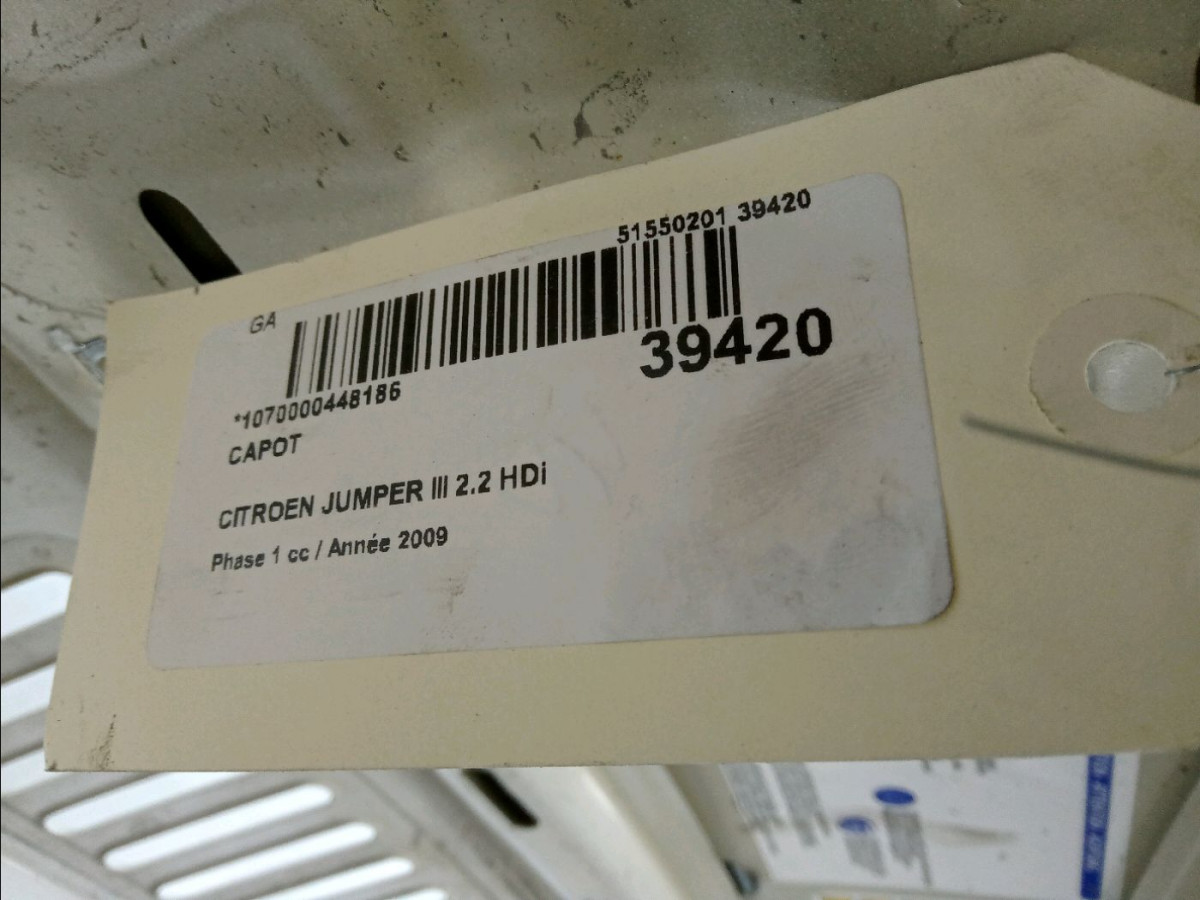 51550201 39420
GA
39420
*1070000448186
CAPOT
CITROEN JUMPER III 2.2 HDi
Phase 1 cc / Année 2009